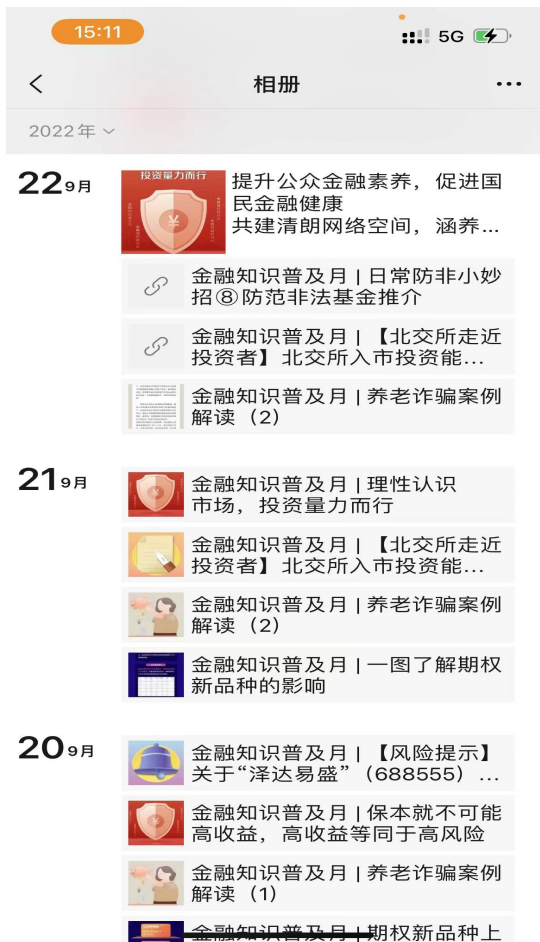 15:11
5G
相册
2022年
22 9月
投资量力而行
提升公众金融素养，促进国
民金融健康
共建清朗网络空间，涵养...
金融知识普及月 | 日常防非小妙
招⑧防范非法基金推介
金融知识普及月 | 【北交所走近
投资者】北交所入市投资能...
金融知识普及月 | 养老诈骗案例
解读（2）
21 9月
金融知识普及月 | 理性认识
市场，投资量力而行
金融知识普及月 | 【北交所走近
投资者】北交所入市投资能...
金融知识普及月 | 养老诈骗案例
解读（2）
金融知识普及月 | 一图了解期权
新品种的影响
20 9月
金融知识普及月 | 【风险提示】
关于“泽达易盛”（688555）...
金融知识普及月 | 保本就不可能
高收益，高收益等同于高风险
金融知识普及月 | 养老诈骗案例
解读（1）
金融知识普及月 | 期权新品种上